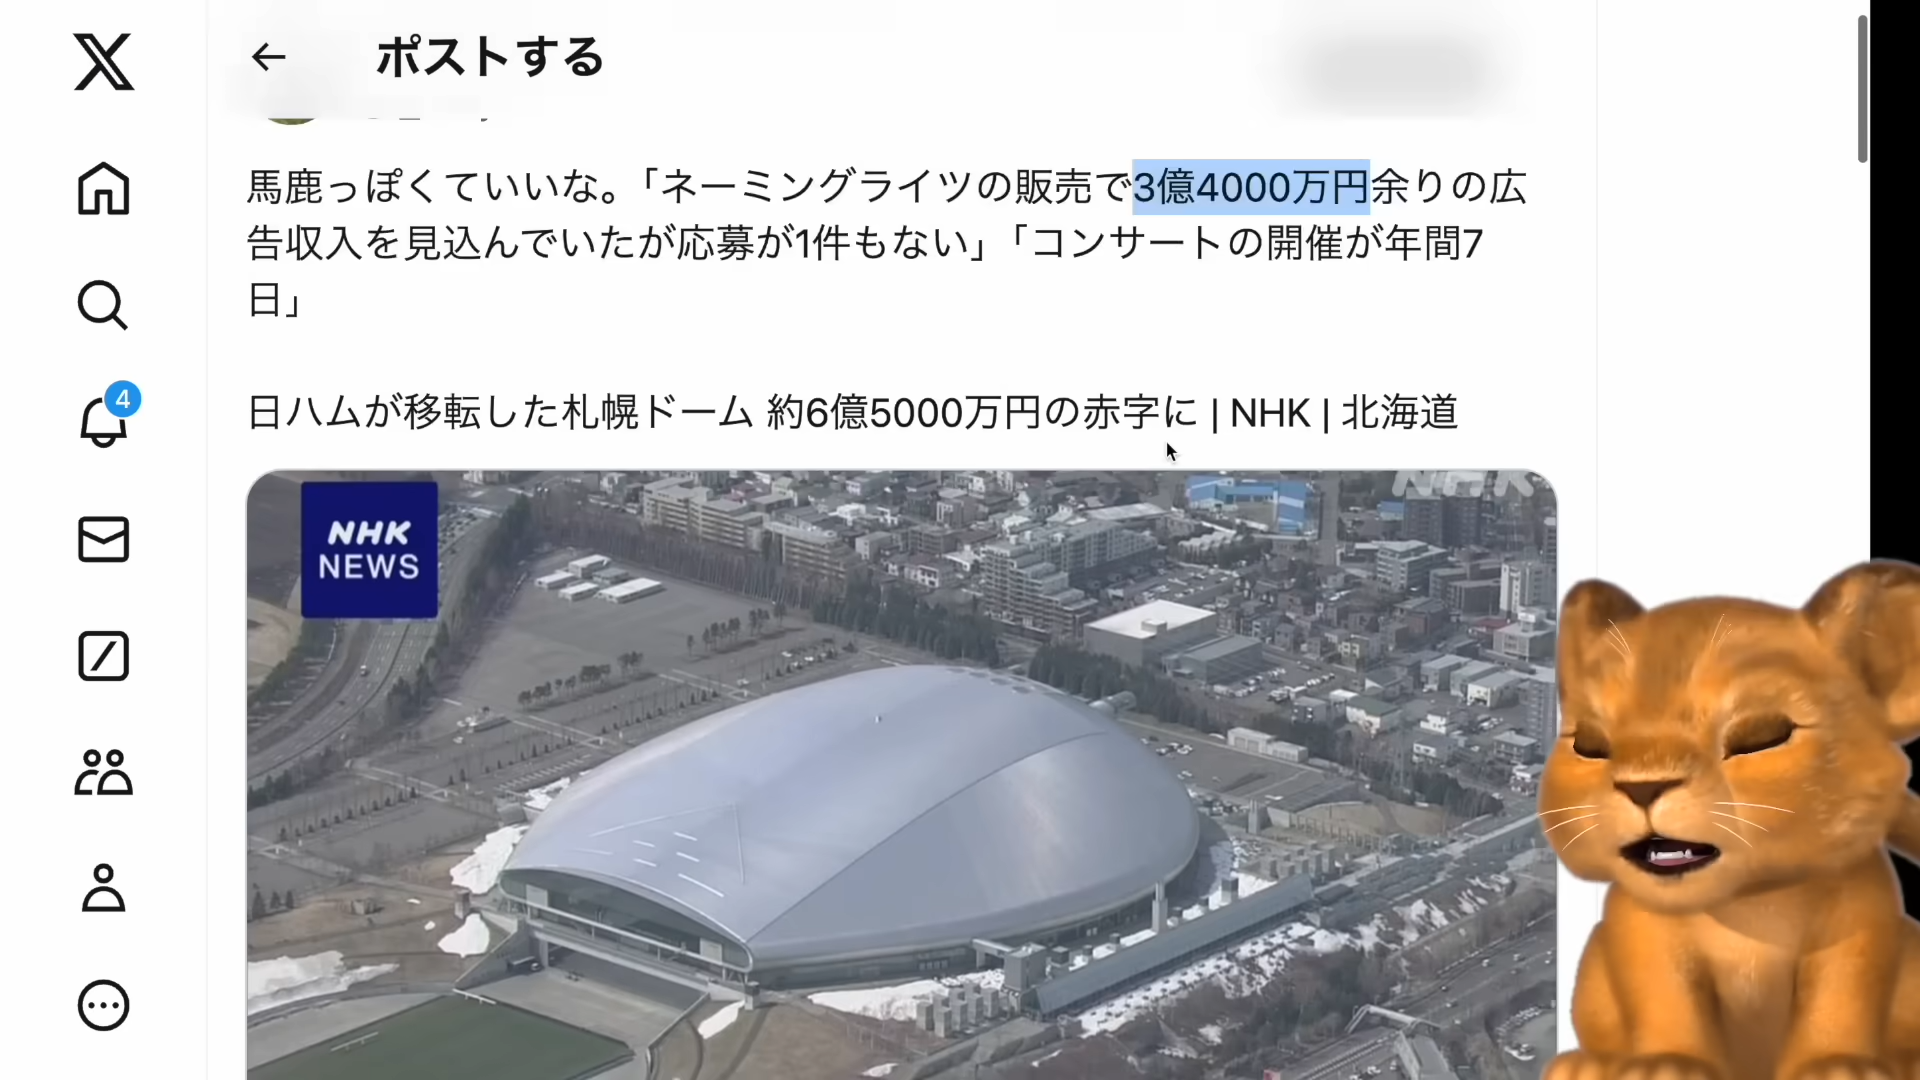 ポストする
馬鹿っぽくていいな。「ネーミングライツの販売で3億4000万円余りの広
告収入を見込んでいたが応募が1件もない」「コンサートの開催が年間7
日」
4
日ハムが移転した札幌ドーム 約6億5000万円の赤字に | NHK | 北海道
NHK
NHK
NEWS